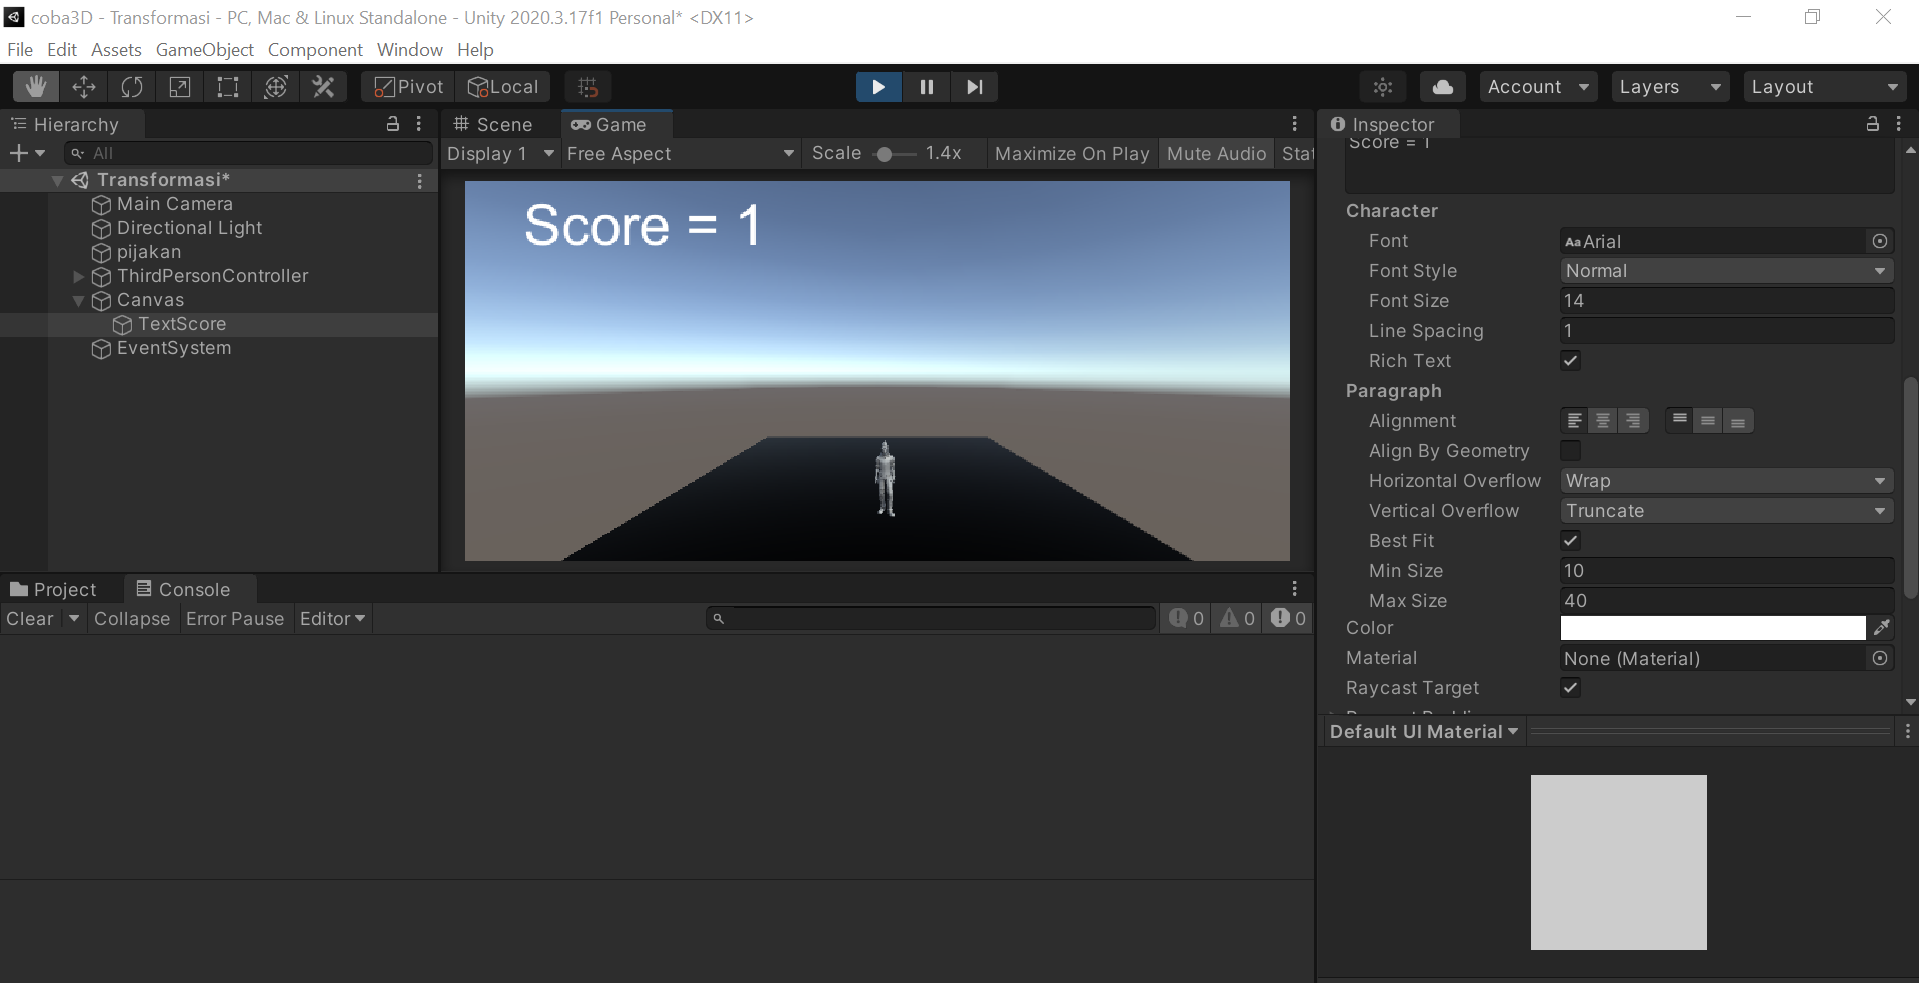 coba3D - Transformasi - PC, Mac & Linux Standalone - Unity 2020.3.17f1 Personal* <DX11>
File Edit Assets GameObject Component Window Help
Pivot Local Account Layers Layout
Hierarchy
All
Transformasi*
Main Camera
Directional Light
pijakan
ThirdPersonController
Canvas
TextScore
EventSystem
Scene Game
Display 1 Free Aspect Scale 1.4x Maximize On Play Mute Audio Stat
Score = 1
Project Console
Clear Collapse Error Pause Editor 0 0 0
Inspector
Score = 1
Character
Font Aa Arial
Font Style Normal
Font Size 14
Line Spacing 1
Rich Text
Paragraph
Alignment
Align By Geometry
Horizontal Overflow Wrap
Vertical Overflow Truncate
Best Fit
Min Size 10
Max Size 40
Color
Material None (Material)
Raycast Target
Default UI Material